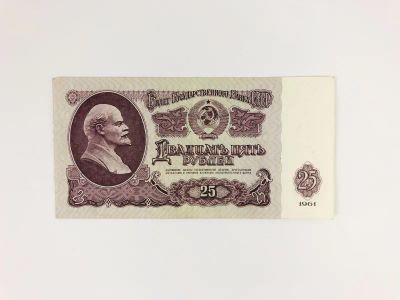 БИЛЕТ ГОСУДАРСТВЕННОГО БАНКА СССР
ДВАДЦАТЬ ПЯТЬ
РУБЛЕЙ
25
25
1961